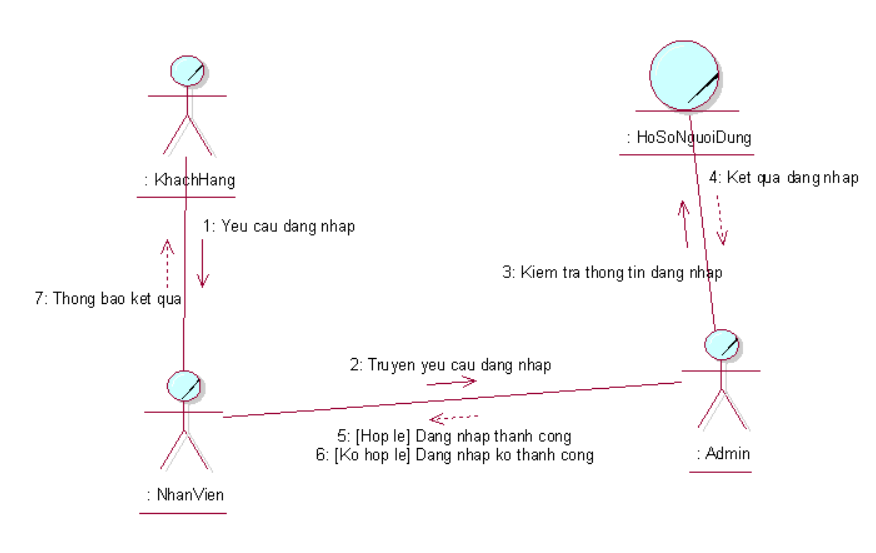 : HoSoNguoiDung
: KhachHang
4: Ket qua dang nhap
1: Yeu cau dang nhap
3: Kiem tra thong tin dang nhap
7: Thong bao ket qua
2: Truyen yeu cau dang nhap
5: [Hop le] Dang nhap thanh cong
6: [Ko hop le] Dang nhap ko thanh cong
: Admin
: NhanVien